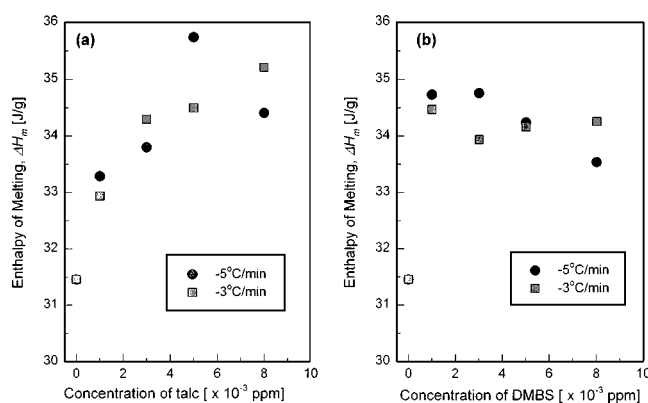 36
35
34
33
32
31
30
Enthalpy of Melting, ΔHm [J/g]
(a)
-5°C/min
-3°C/min
0 2 4 6 8 10
Concentration of talc [ x 10⁻³ ppm]
36
35
34
33
32
31
30
Enthalpy of Melting, ΔHm [J/g]
(b)
-5°C/min
-3°C/min
0 2 4 6 8 10
Concentration of DMBS [ x 10⁻³ ppm]